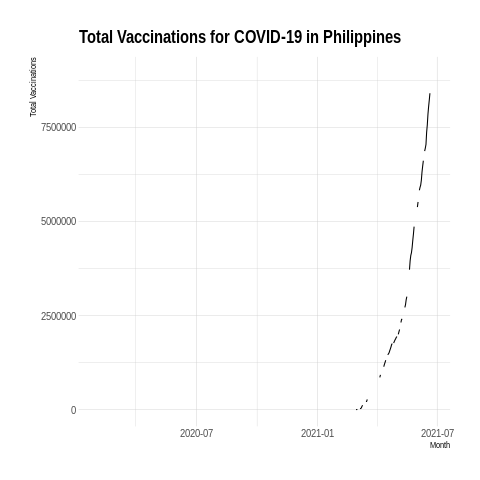 Total Vaccinations for COVID-19 in Philippines
Total Vaccinations
7500000
5000000
2500000
0
2020-07 2021-01 2021-07
Month